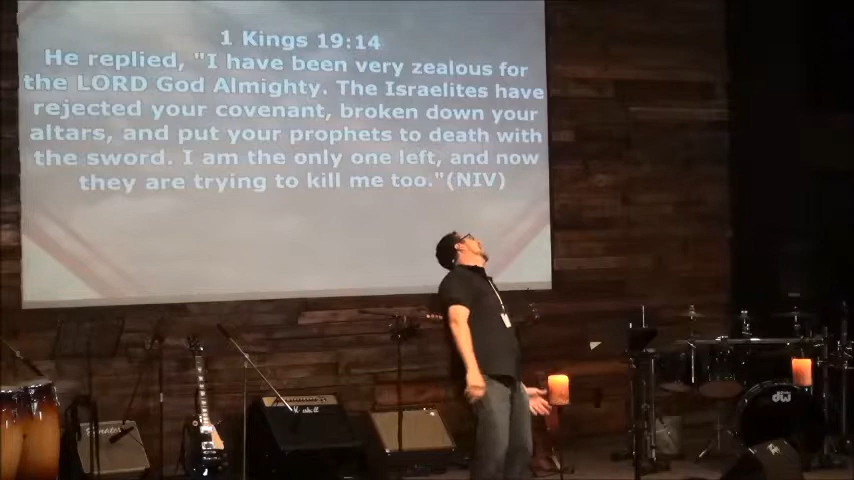 1 Kings 19:14
He replied, "I have been very zealous for
the LORD God Almighty. The Israelites have
rejected your covenant, broken down your
altars, and put your prophets to death with
the sword. I am the only one left, and now
they are trying to kill me too."(NIV)
dw